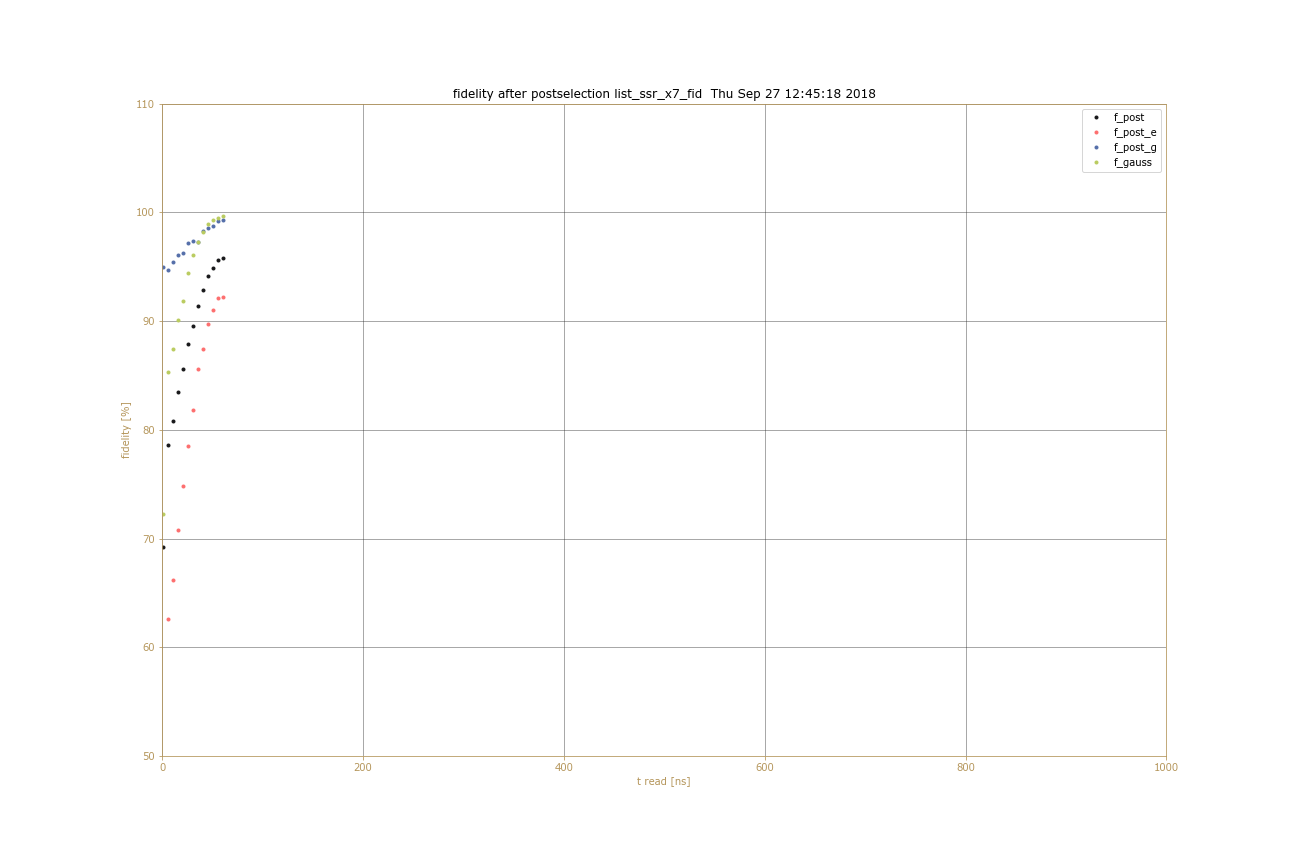 fidelity after postselection list_ssr_x7_fid  Thu Sep 27 12:45:18 2018
110
100
90
80
70
60
50
fidelity [%]
f_post
f_post_e
f_post_g
f_gauss
0
200
400
600
800
1000
t read [ns]